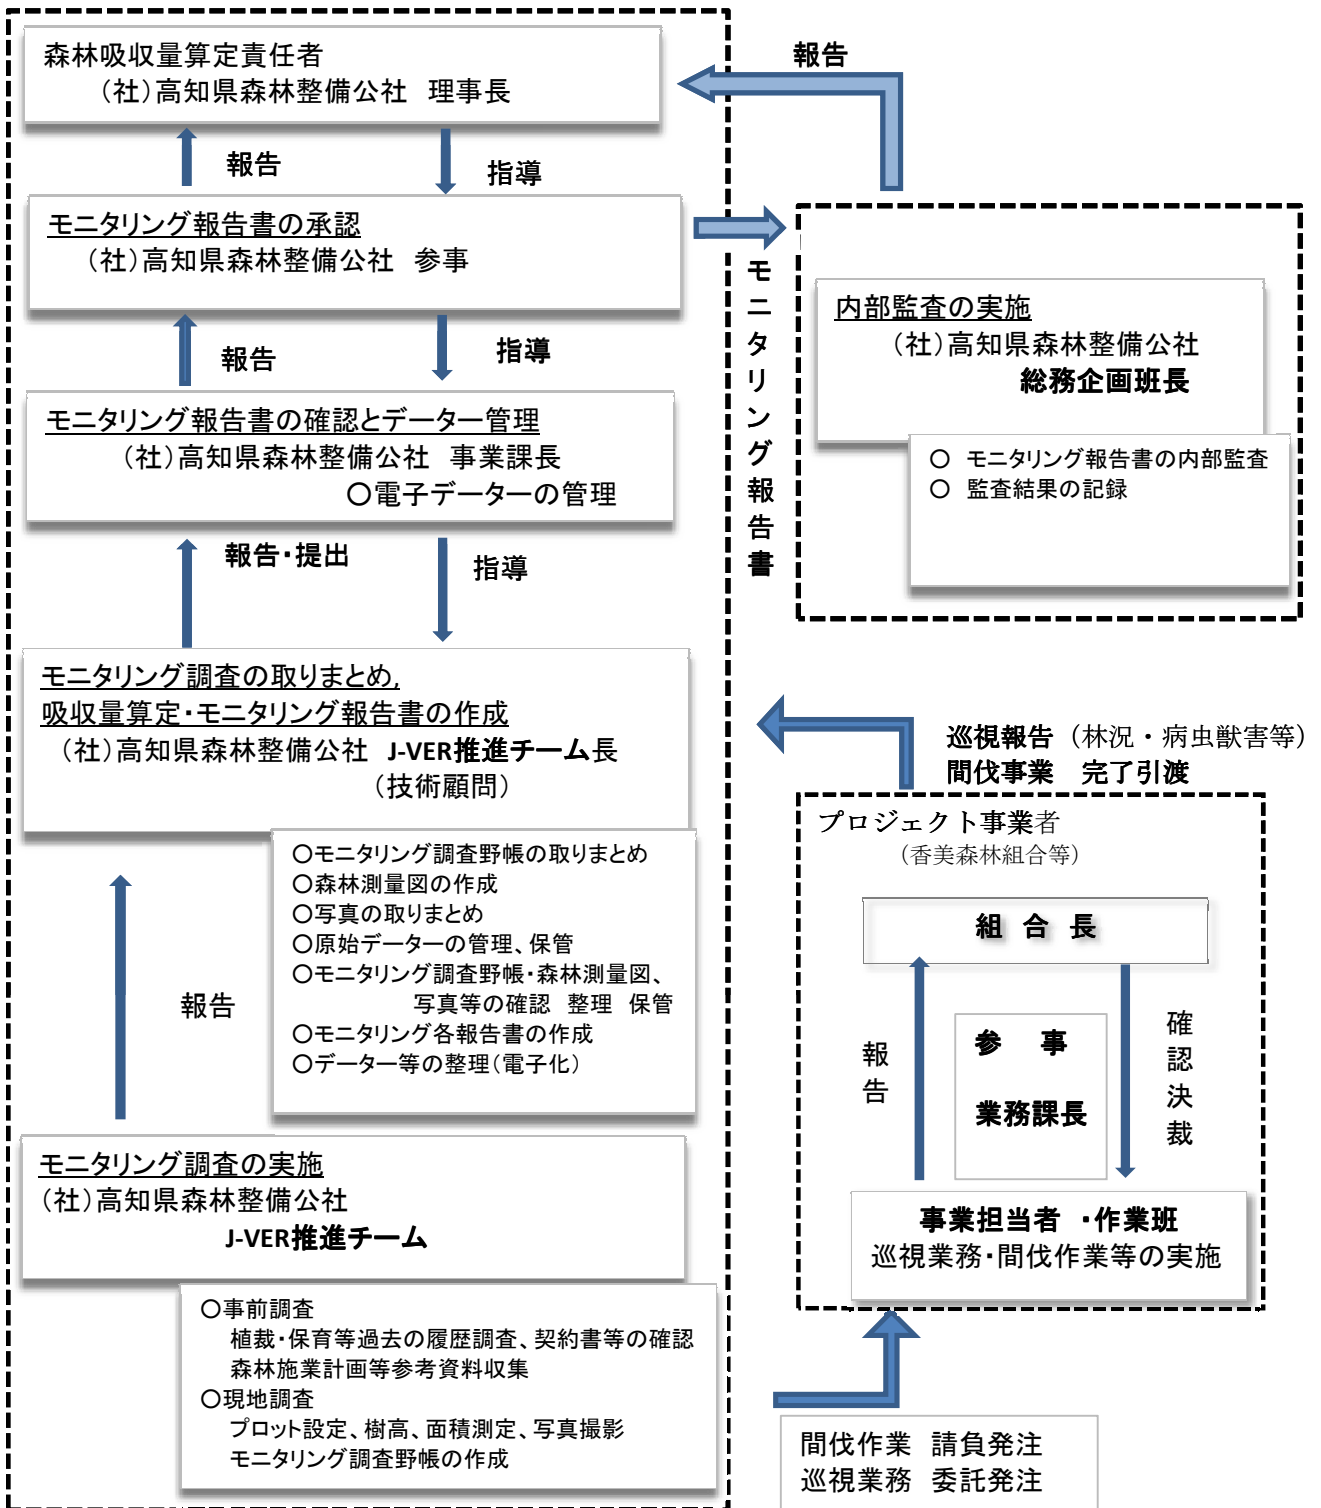 森林吸収量算定責任者
（社）高知県森林整備公社　理事長
報告
指導
モニタリング報告書の承認
（社）高知県森林整備公社　参事
報告
指導
モニタリング報告書の確認とデーター管理
（社）高知県森林整備公社　事業課長
〇電子データーの管理
報告・提出
指導
モニタリング調査の取りまとめ,
吸収量算定・モニタリング報告書の作成
（社）高知県森林整備公社　J-VER推進チーム長
（技術顧問）
〇モニタリング調査野帳の取りまとめ
〇森林測量図の作成
〇写真の取りまとめ
〇原始データーの管理、保管
〇モニタリング調査野帳・森林測量図、
写真等の確認　整理　保管
〇モニタリング各報告書の作成
〇データー等の整理（電子化）
報告
モニタリング調査の実施
（社）高知県森林整備公社
J-VER推進チーム
〇事前調査
植裁・保育等過去の履歴調査、契約書等の確認
森林施業計画等参考資料収集
〇現地調査
プロット設定、樹高、面積測定、写真撮影
モニタリング調査野帳の作成
報告
モニタリング報告書
内部監査の実施
（社）高知県森林整備公社
総務企画班長
〇　モニタリング報告書の内部監査
〇　監査結果の記録
巡視報告（林況・病虫獣害等）
間伐事業　完了引渡
プロジェクト事業者
（香美森林組合等）
組　合　長
報告
参　事
業務課長
確認決裁
事業担当者　・作業班
巡視業務・間伐作業等の実施
間伐作業　請負発注
巡視業務　委託発注